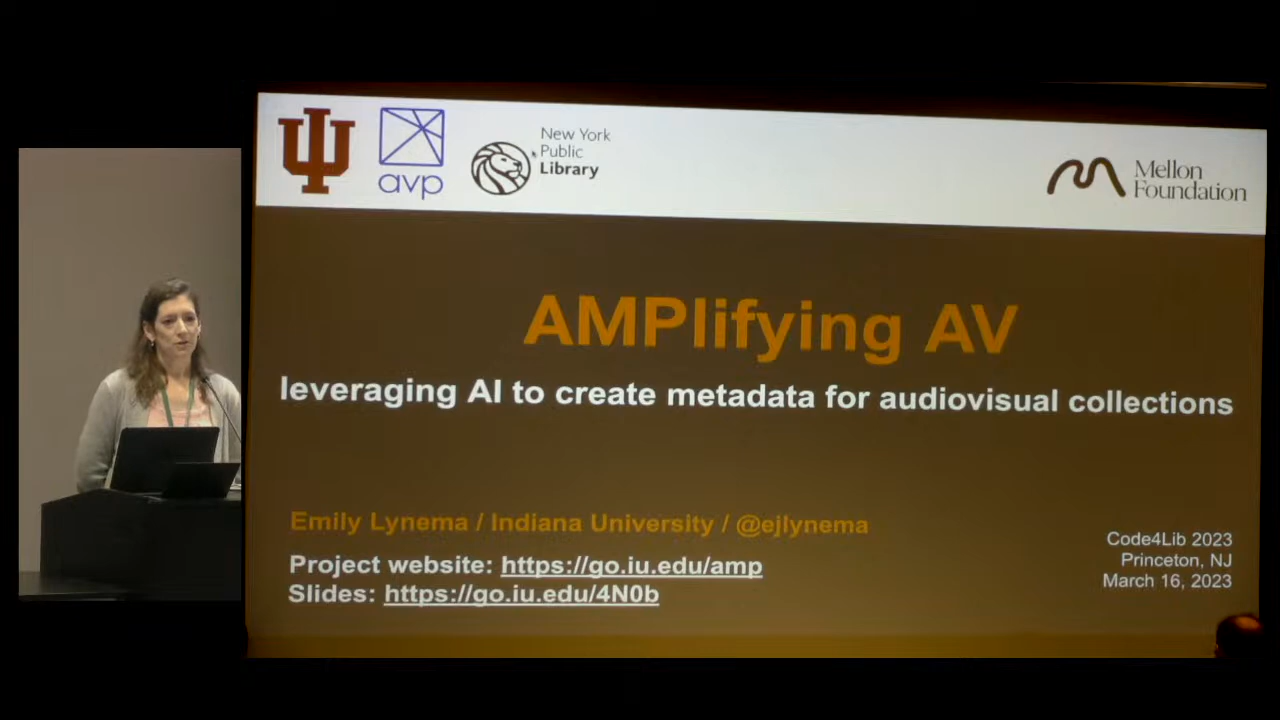 avp
New York
Public
Library
Mellon
Foundation
AMPlifying AV
leveraging AI to create metadata for audiovisual collections
Emily Lynema / Indiana University / @ejlynema
Project website: https://go.iu.edu/amp
Slides: https://go.iu.edu/4N0b
Code4Lib 2023
Princeton, NJ
March 16, 2023